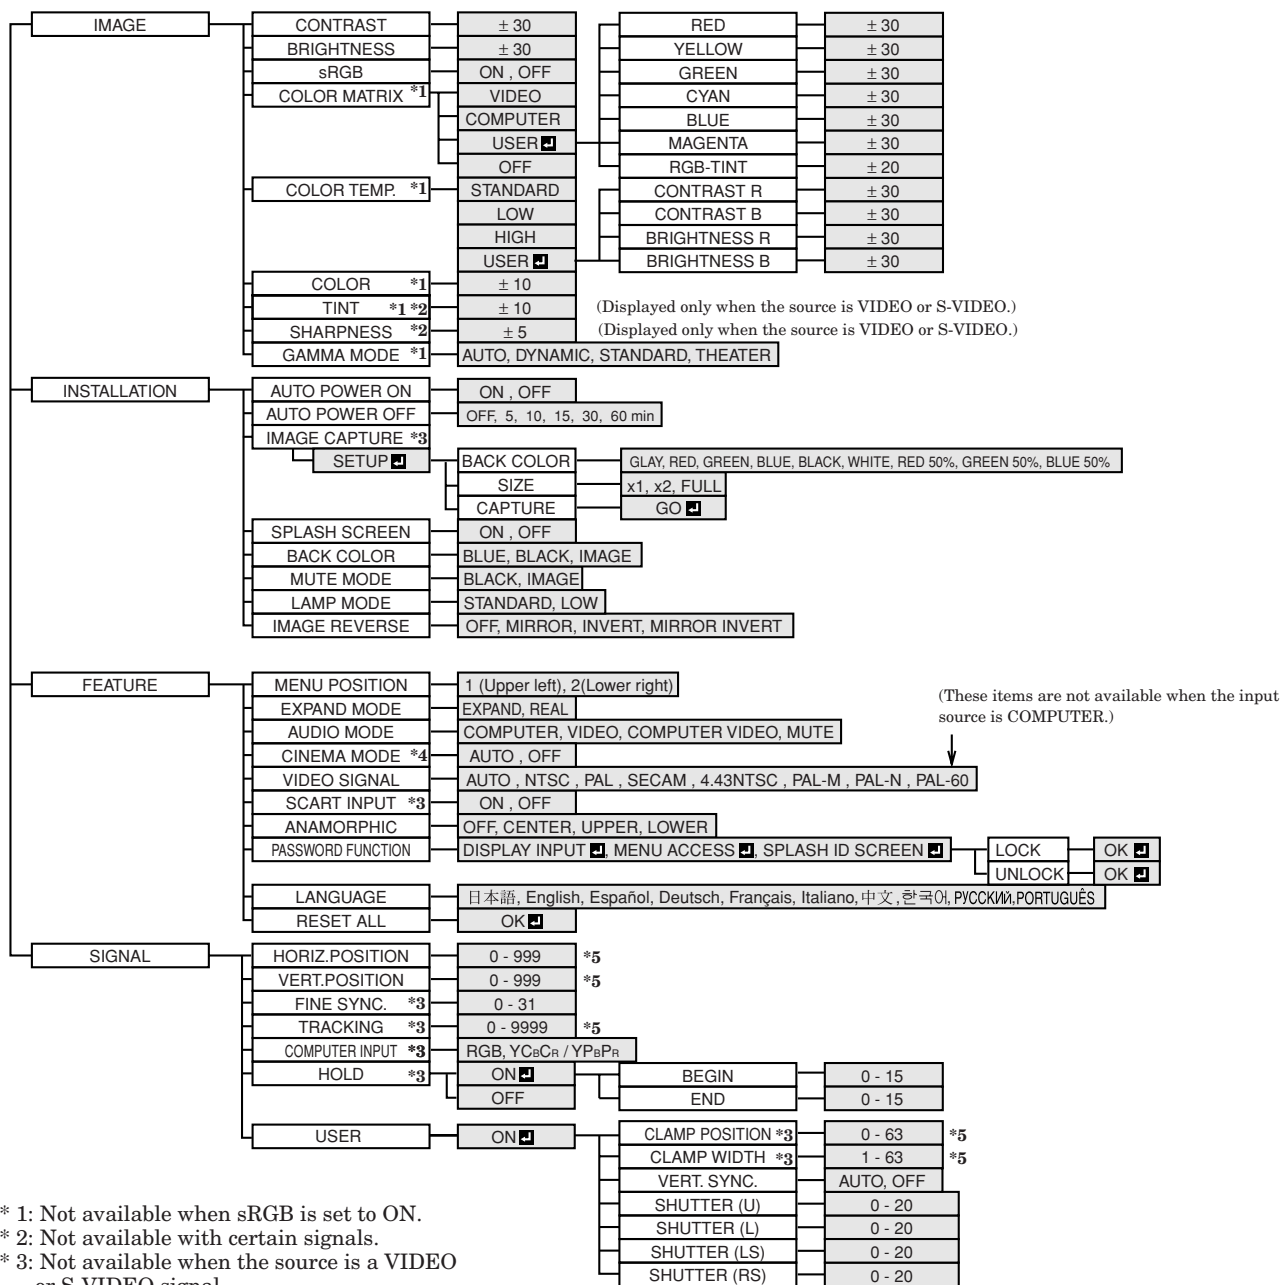 IMAGE CONTRAST ± 30 RED ± 30
BRIGHTNESS ± 30 YELLOW ± 30
sRGB ON , OFF GREEN ± 30
COLOR MATRIX *1 VIDEO CYAN ± 30
COMPUTER BLUE ± 30
USER MAGENTA ± 30
OFF RGB-TINT ± 20
COLOR TEMP. *1 STANDARD CONTRAST R ± 30
LOW CONTRAST B ± 30
HIGH BRIGHTNESS R ± 30
USER BRIGHTNESS B ± 30
COLOR *1 ± 10
TINT *1 *2 ± 10 (Displayed only when the source is VIDEO or S-VIDEO.)
SHARPNESS *2 ± 5 (Displayed only when the source is VIDEO or S-VIDEO.)
GAMMA MODE *1 AUTO, DYNAMIC, STANDARD, THEATER
INSTALLATION AUTO POWER ON ON , OFF
AUTO POWER OFF OFF, 5, 10, 15, 30, 60 min
IMAGE CAPTURE *3
SETUP BACK COLOR GLAY, RED, GREEN, BLUE, BLACK, WHITE, RED 50%, GREEN 50%, BLUE 50%
SIZE x1, x2, FULL
CAPTURE GO
SPLASH SCREEN ON , OFF
BACK COLOR BLUE, BLACK, IMAGE
MUTE MODE BLACK, IMAGE
LAMP MODE STANDARD, LOW
IMAGE REVERSE OFF, MIRROR, INVERT, MIRROR INVERT
FEATURE MENU POSITION 1 (Upper left), 2(Lower right)
(These items are not available when the input
source is COMPUTER.)
EXPAND MODE EXPAND, REAL
AUDIO MODE COMPUTER, VIDEO, COMPUTER VIDEO, MUTE
CINEMA MODE *4 AUTO , OFF
VIDEO SIGNAL AUTO , NTSC , PAL , SECAM , 4.43NTSC , PAL-M , PAL-N , PAL-60
SCART INPUT *3 ON , OFF
ANAMORPHIC OFF, CENTER, UPPER, LOWER
PASSWORD FUNCTION DISPLAY INPUT , MENU ACCESS , SPLASH ID SCREEN LOCK OK
UNLOCK OK
LANGUAGE 日本語, English, Español, Deutsch, Français, Italiano, 中文, 한국어, РУССКИЙ, PORTUGUÊS
RESET ALL OK
SIGNAL HORIZ.POSITION 0 - 999 *5
VERT.POSITION 0 - 999 *5
FINE SYNC. *3 0 - 31
TRACKING *3 0 - 9999 *5
COMPUTER INPUT *3 RGB, YCBCR / YPBPR
HOLD *3 ON BEGIN 0 - 15
OFF END 0 - 15
USER ON CLAMP POSITION *3 0 - 63 *5
CLAMP WIDTH *3 1 - 63 *5
VERT. SYNC. AUTO, OFF
SHUTTER (U) 0 - 20
SHUTTER (L) 0 - 20
SHUTTER (LS) 0 - 20
SHUTTER (RS) 0 - 20
* 1: Not available when sRGB is set to ON.
* 2: Not available with certain signals.
* 3: Not available when the source is a VIDEO
or S-VIDEO signal